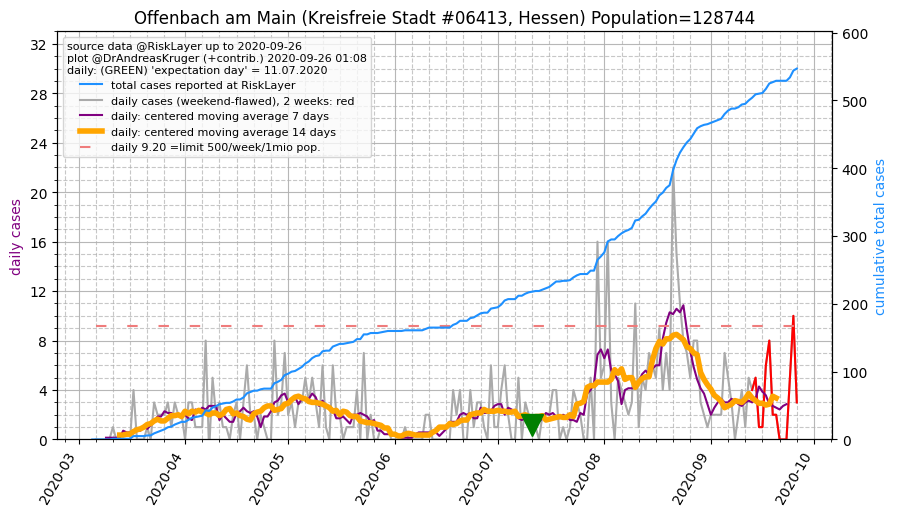 Offenbach am Main (Kreisfreie Stadt #06413, Hessen) Population=128744
source data @RiskLayer up to 2020-09-26
plot @DrAndreasKruger (+contrib.) 2020-09-26 01:08
daily: (GREEN) 'expectation day' = 11.07.2020
total cases reported at RiskLayer
daily cases (weekend-flawed), 2 weeks: red
daily: centered moving average 7 days
daily: centered moving average 14 days
daily 9.20 =limit 500/week/1mio pop.
daily cases
32
28
24
20
16
12
8
4
0
cumulative total cases
600
500
400
300
200
100
0
2020-03
2020-04
2020-05
2020-06
2020-07
2020-08
2020-09
2020-10